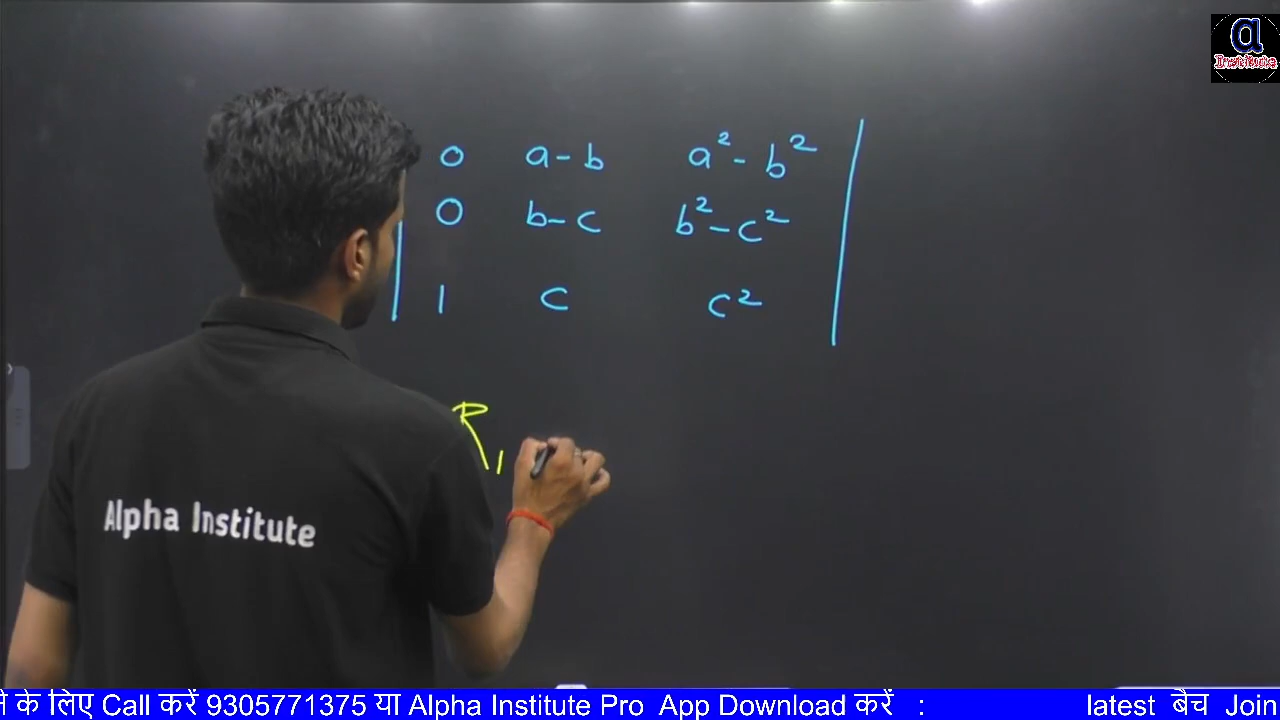 α
Institute
0 a-b a²-b²
0 b-c b²-c²
1 c c²
R₁
Alpha Institute
के लिए Call करें 9305771375 या Alpha Institute Pro App Download करें : latest बैच Join